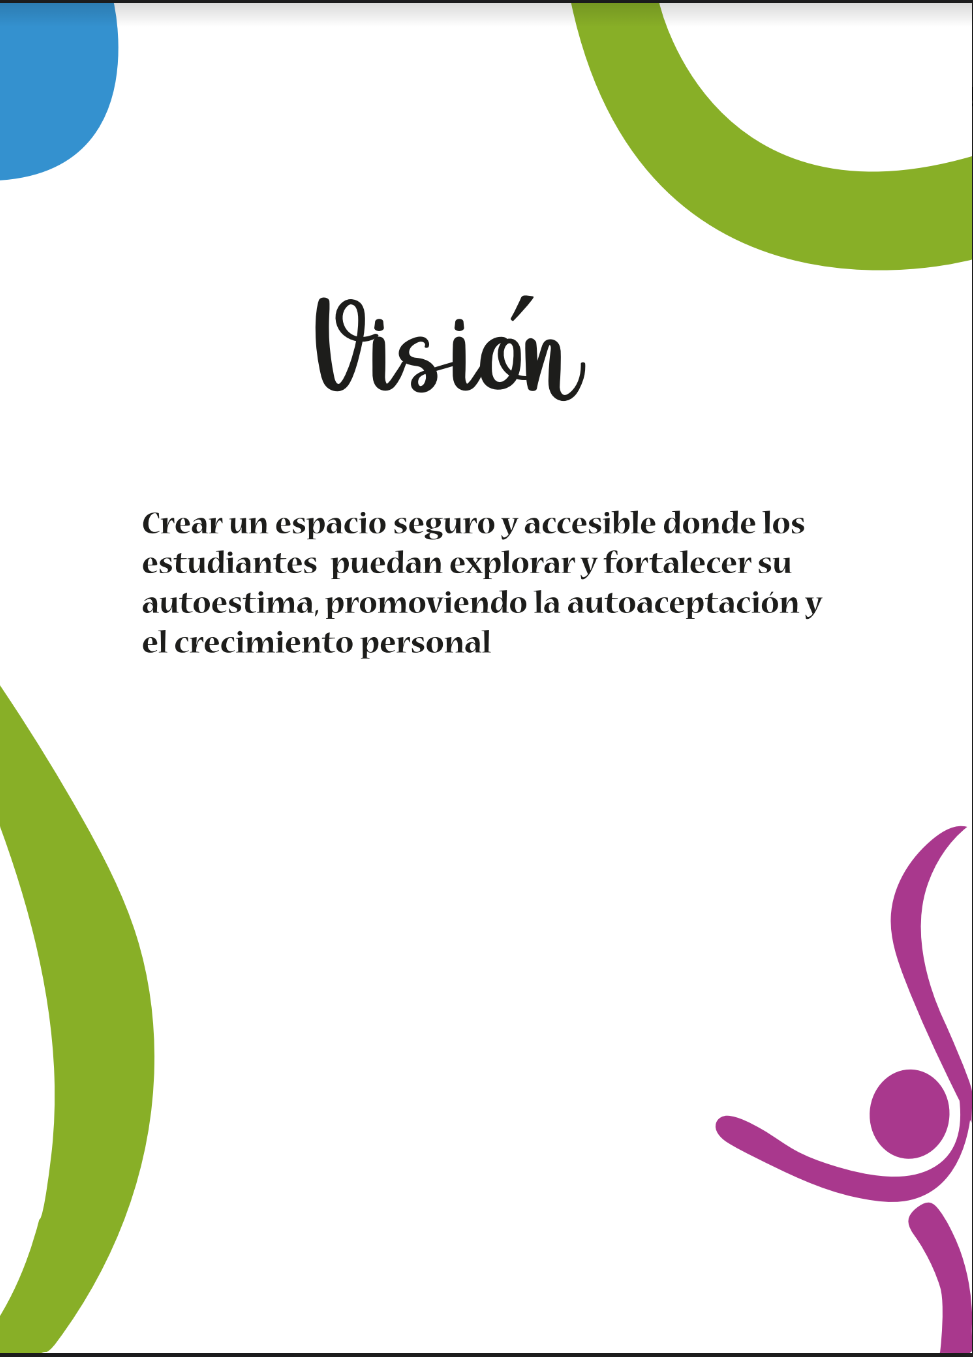 Visión
Crear un espacio seguro y accesible donde los
estudiantes  puedan explorar y fortalecer su
autoestima, promoviendo la autoaceptación y
el crecimiento personal